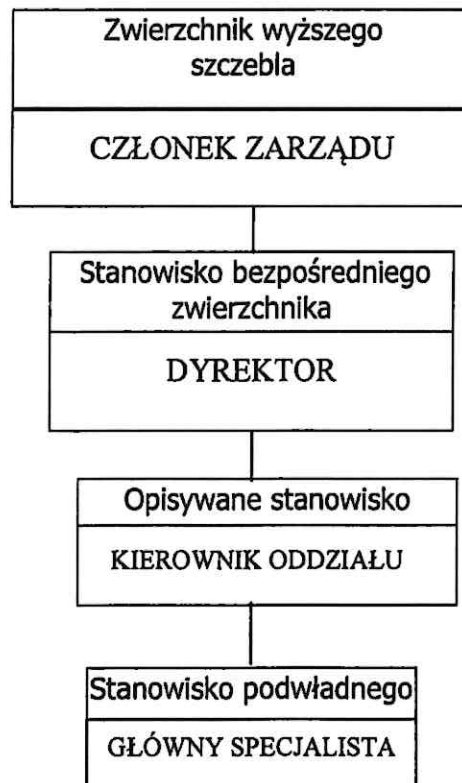 Zwierzchnik wyższego
szczebla
CZŁONEK ZARZĄDU
Stanowisko bezpośredniego
zwierzchnika
DYREKTOR
Opisywane stanowisko
KIEROWNIK ODDZIAŁU
Stanowisko podwładnego
GŁÓWNY SPECJALISTA